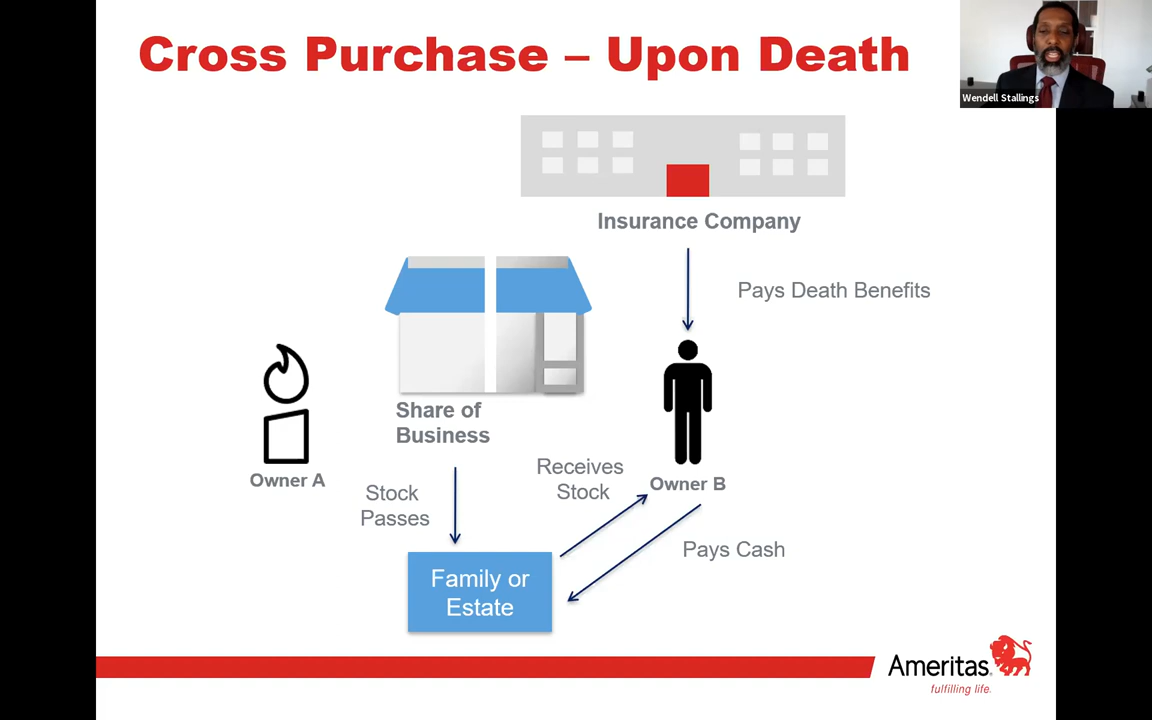 Cross Purchase – Upon Death
Wendell Stallings
Insurance Company
Pays Death Benefits
Share of
Business
Owner A
Stock
Passes
Receives
Stock
Owner B
Pays Cash
Family or
Estate
Ameritas
fulfilling life.